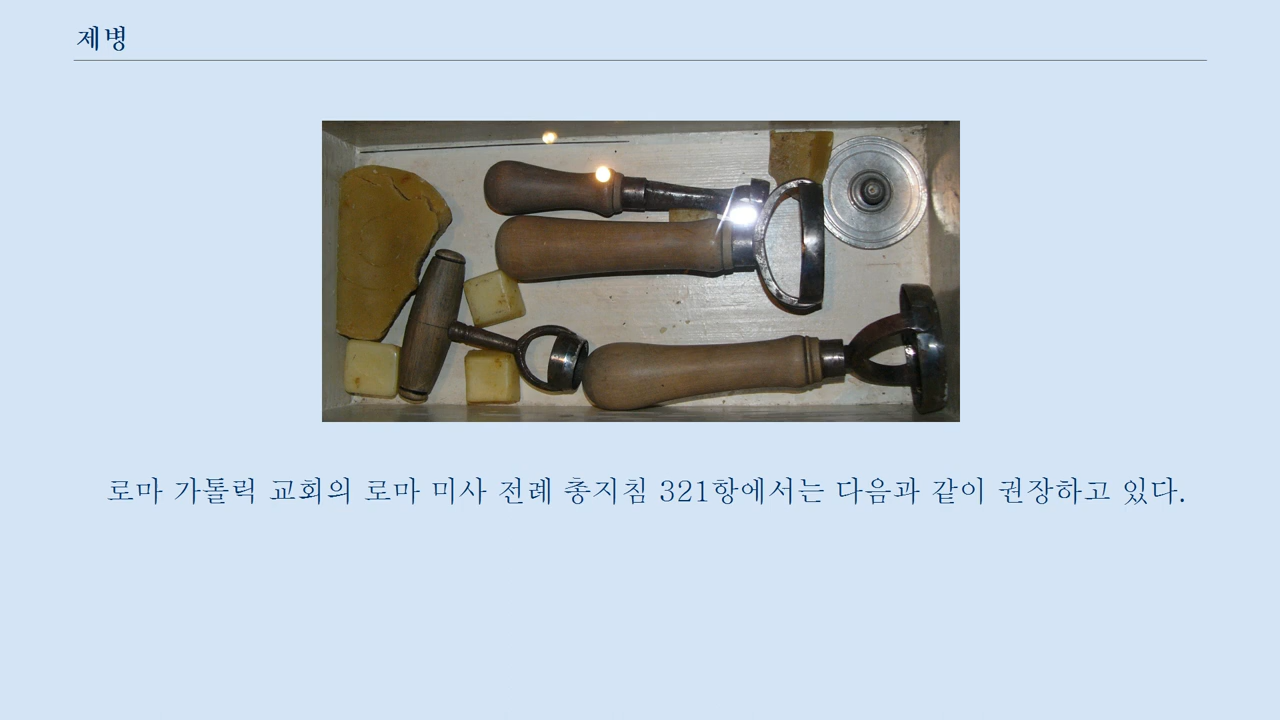 제병
로마 가톨릭 교회의 로마 미사 전례 총지침 321항에서는 다음과 같이 권장하고 있다.